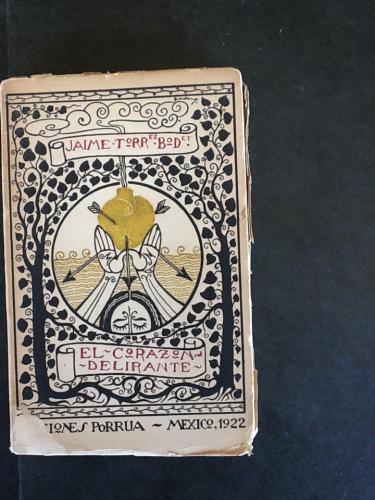 JAIME·TORRES·BODET·
EL~CORAZON~
~DELIRANTE~
IONES PORRUA ~ MEXICO, 1922